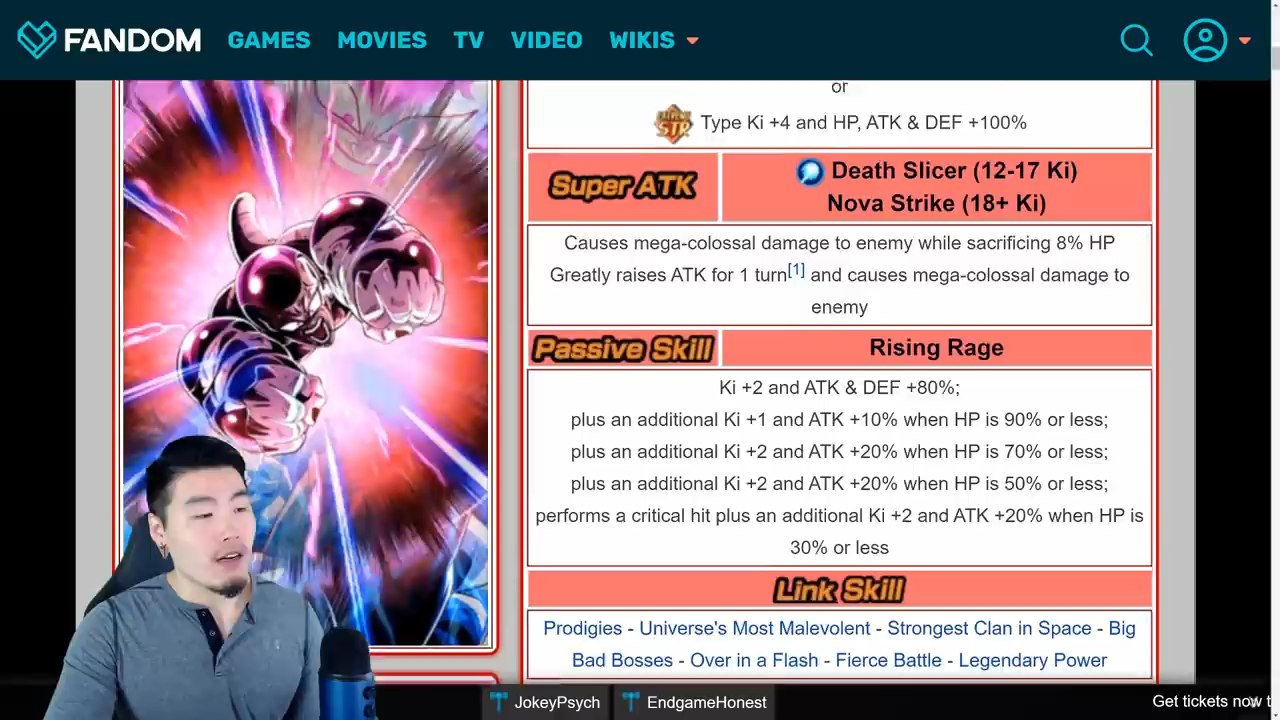 FANDOM GAMES MOVIES TV VIDEO WIKIS
or
EXTREME STR Type Ki +4 and HP, ATK & DEF +100%
Super ATK
Death Slicer (12-17 Ki)
Nova Strike (18+ Ki)
Causes mega-colossal damage to enemy while sacrificing 8% HP
Greatly raises ATK for 1 turn[1] and causes mega-colossal damage to
enemy
Passive Skill Rising Rage
Ki +2 and ATK & DEF +80%;
plus an additional Ki +1 and ATK +10% when HP is 90% or less;
plus an additional Ki +2 and ATK +20% when HP is 70% or less;
plus an additional Ki +2 and ATK +20% when HP is 50% or less;
performs a critical hit plus an additional Ki +2 and ATK +20% when HP is
30% or less
Link Skill
Prodigies - Universe's Most Malevolent - Strongest Clan in Space - Big
Bad Bosses - Over in a Flash - Fierce Battle - Legendary Power
JokeyPsych EndgameHonest Get tickets now t